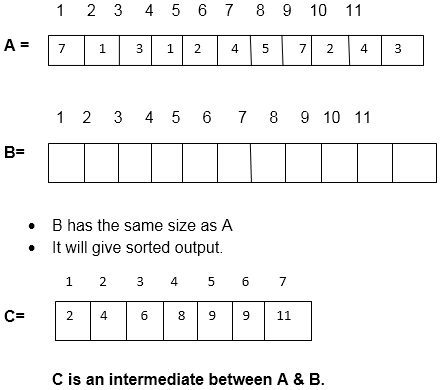 1 2 3 4 5 6 7 8 9 10 11
A = 7 1 3 1 2 4 5 7 2 4 3
1 2 3 4 5 6 7 8 9 10 11
B=
• B has the same size as A
• It will give sorted output.
1 2 3 4 5 6 7
C= 2 4 6 8 9 9 11
C is an intermediate between A & B.